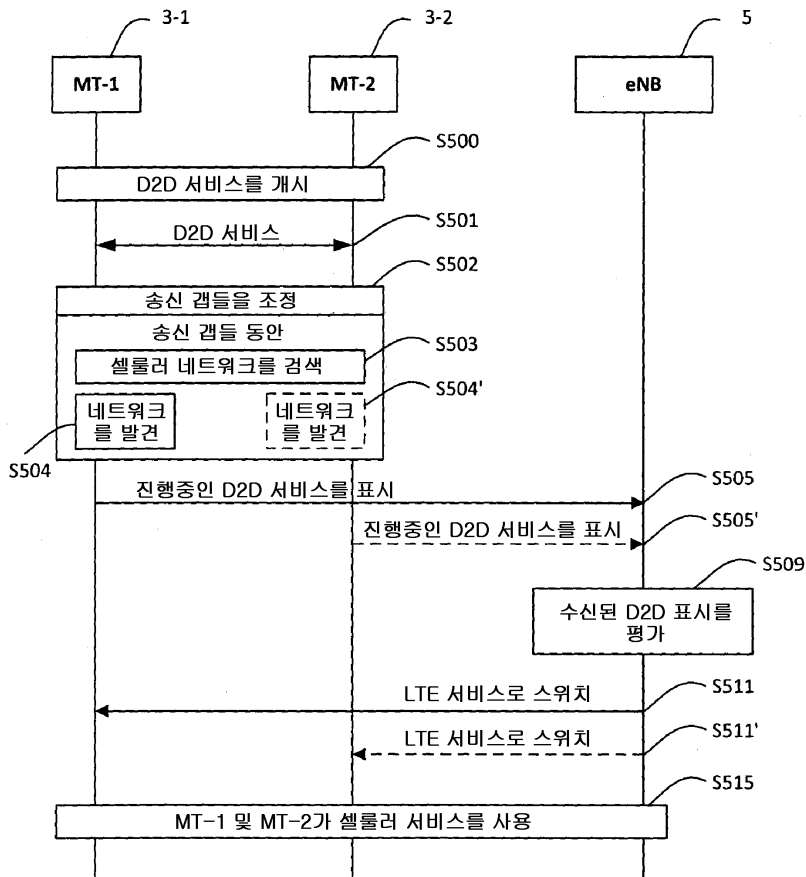 3-1
3-2
5
MT-1
MT-2
eNB
S500
D2D 서비스를 개시
S501
D2D 서비스
S502
송신 갭들을 조정
송신 갭들 동안
S503
셀룰러 네트워크를 검색
S504'
네트워크
를 발견
네트워크
를 발견
S504
S505
진행중인 D2D 서비스를 표시
S505'
진행중인 D2D 서비스를 표시
S509
수신된 D2D 표시를
평가
S511
LTE 서비스로 스위치
S511'
LTE 서비스로 스위치
S515
MT-1 및 MT-2가 셀룰러 서비스를 사용